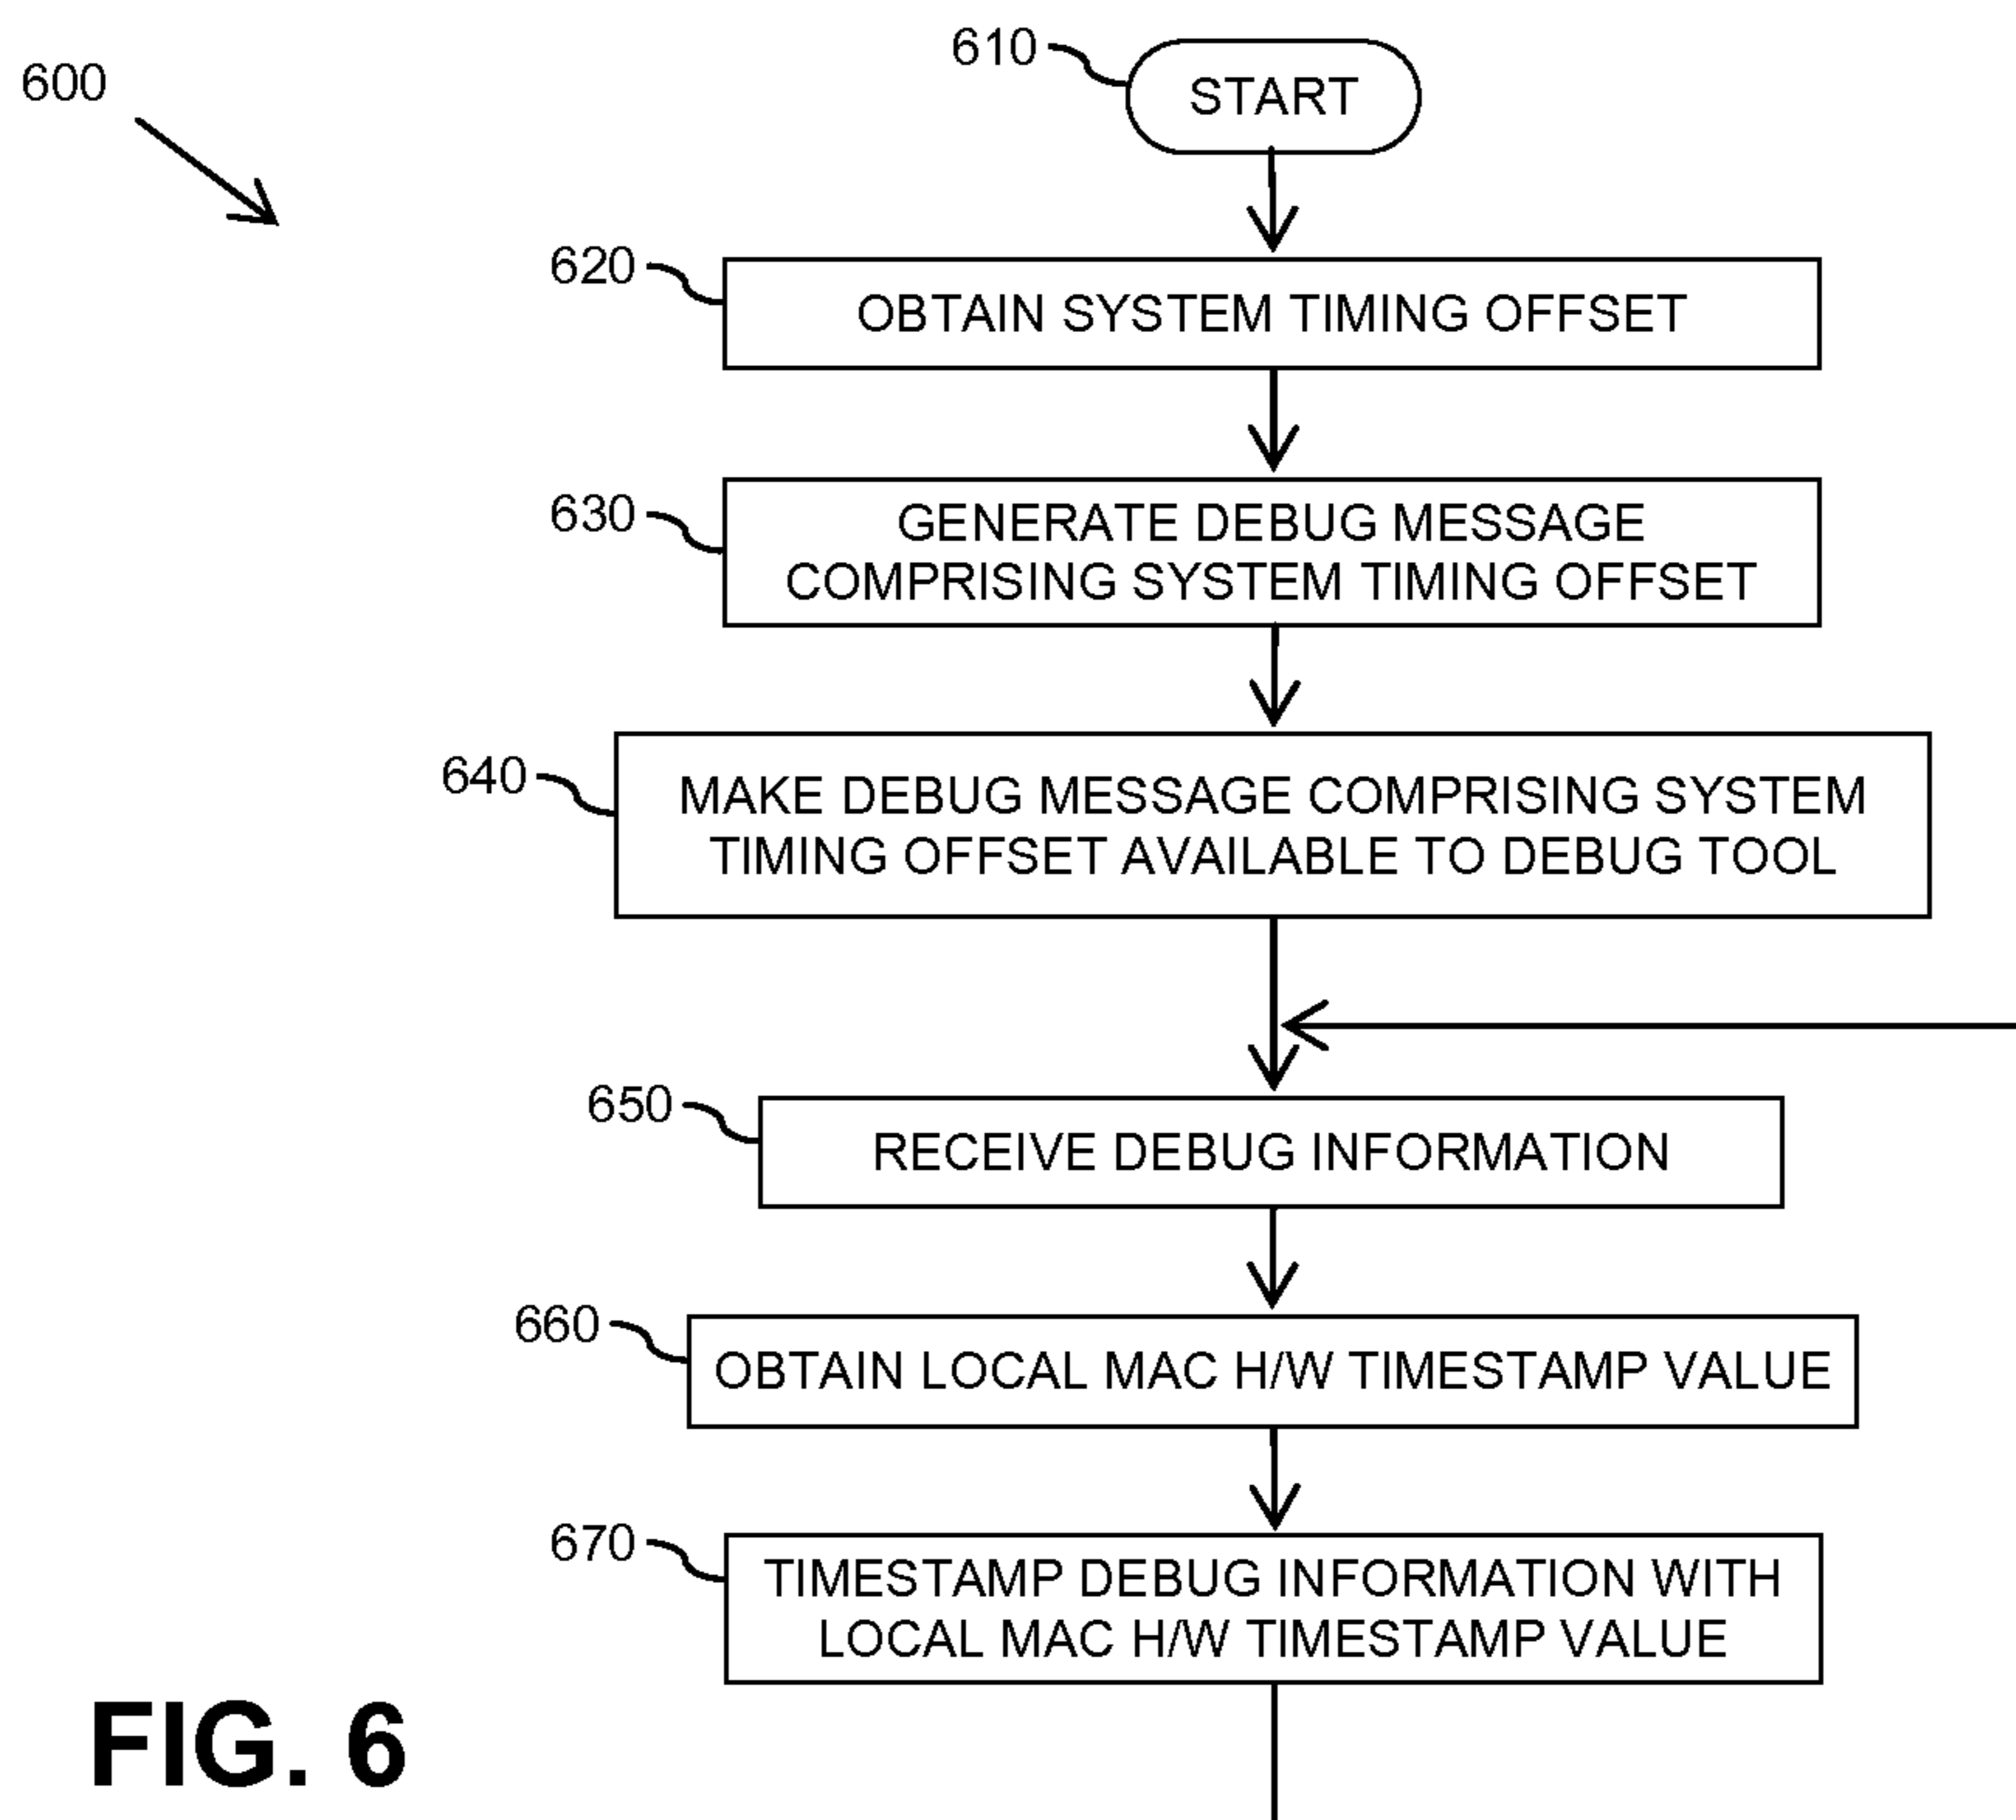 600
610
START
620
OBTAIN SYSTEM TIMING OFFSET
630
GENERATE DEBUG MESSAGE
COMPRISING SYSTEM TIMING OFFSET
640
MAKE DEBUG MESSAGE COMPRISING SYSTEM
TIMING OFFSET AVAILABLE TO DEBUG TOOL
650
RECEIVE DEBUG INFORMATION
660
OBTAIN LOCAL MAC H/W TIMESTAMP VALUE
670
TIMESTAMP DEBUG INFORMATION WITH
LOCAL MAC H/W TIMESTAMP VALUE
FIG. 6